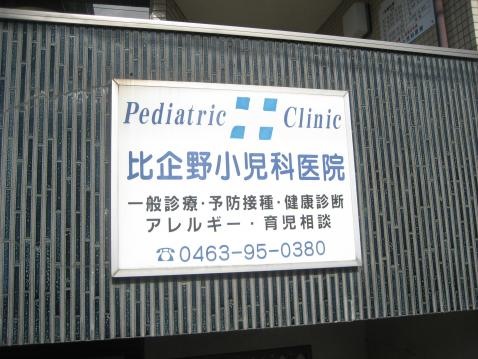 Pediatric Clinic
比企野小児科医院
一般診療・予防接種・健康診断
アレルギー・育児相談
☎0463-95-0380